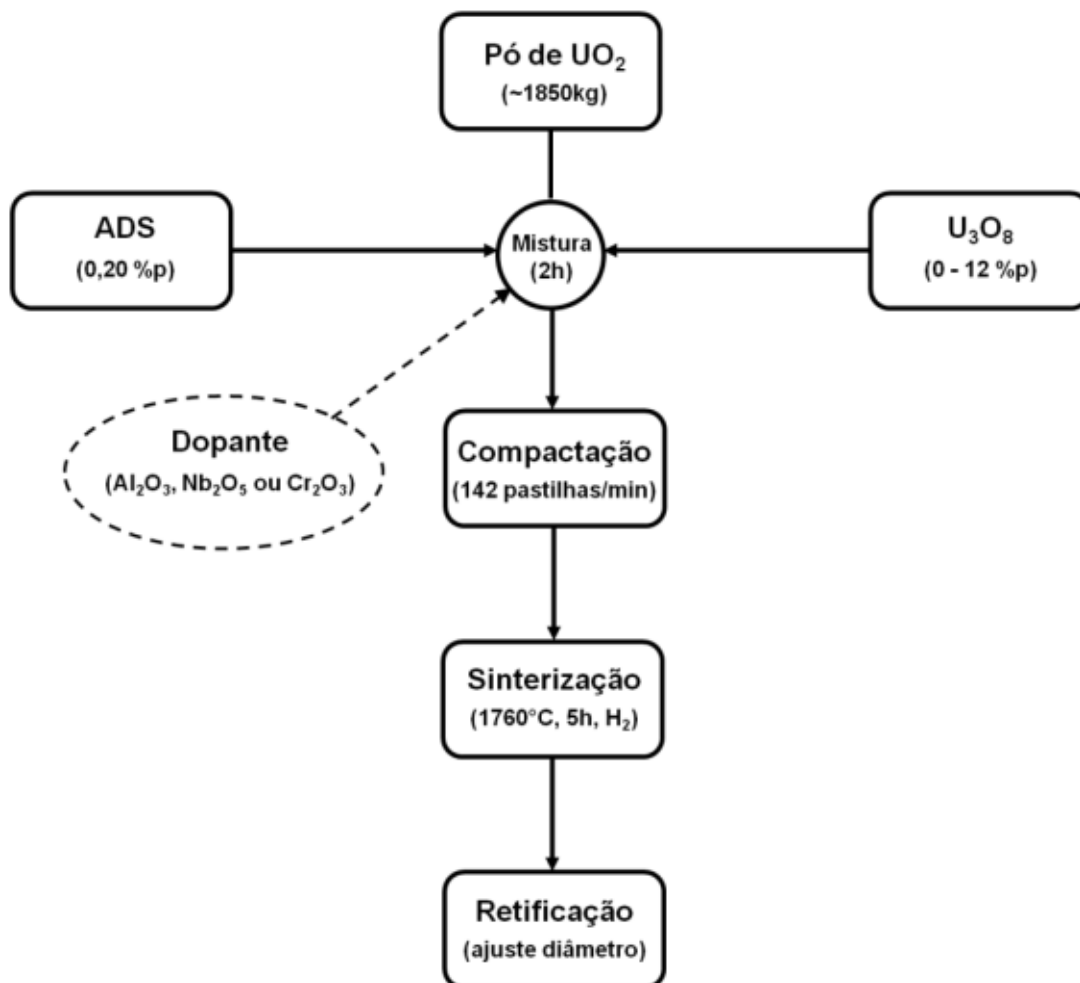 Pó de UO₂
(~1850kg)
ADS
(0,20 %p)
Mistura
(2h)
U₃O₈
(0 - 12 %p)
Dopante
(Al₂O₃, Nb₂O₅ ou Cr₂O₃)
Compactação
(142 pastilhas/min)
Sinterização
(1760°C, 5h, H₂)
Retificação
(ajuste diâmetro)